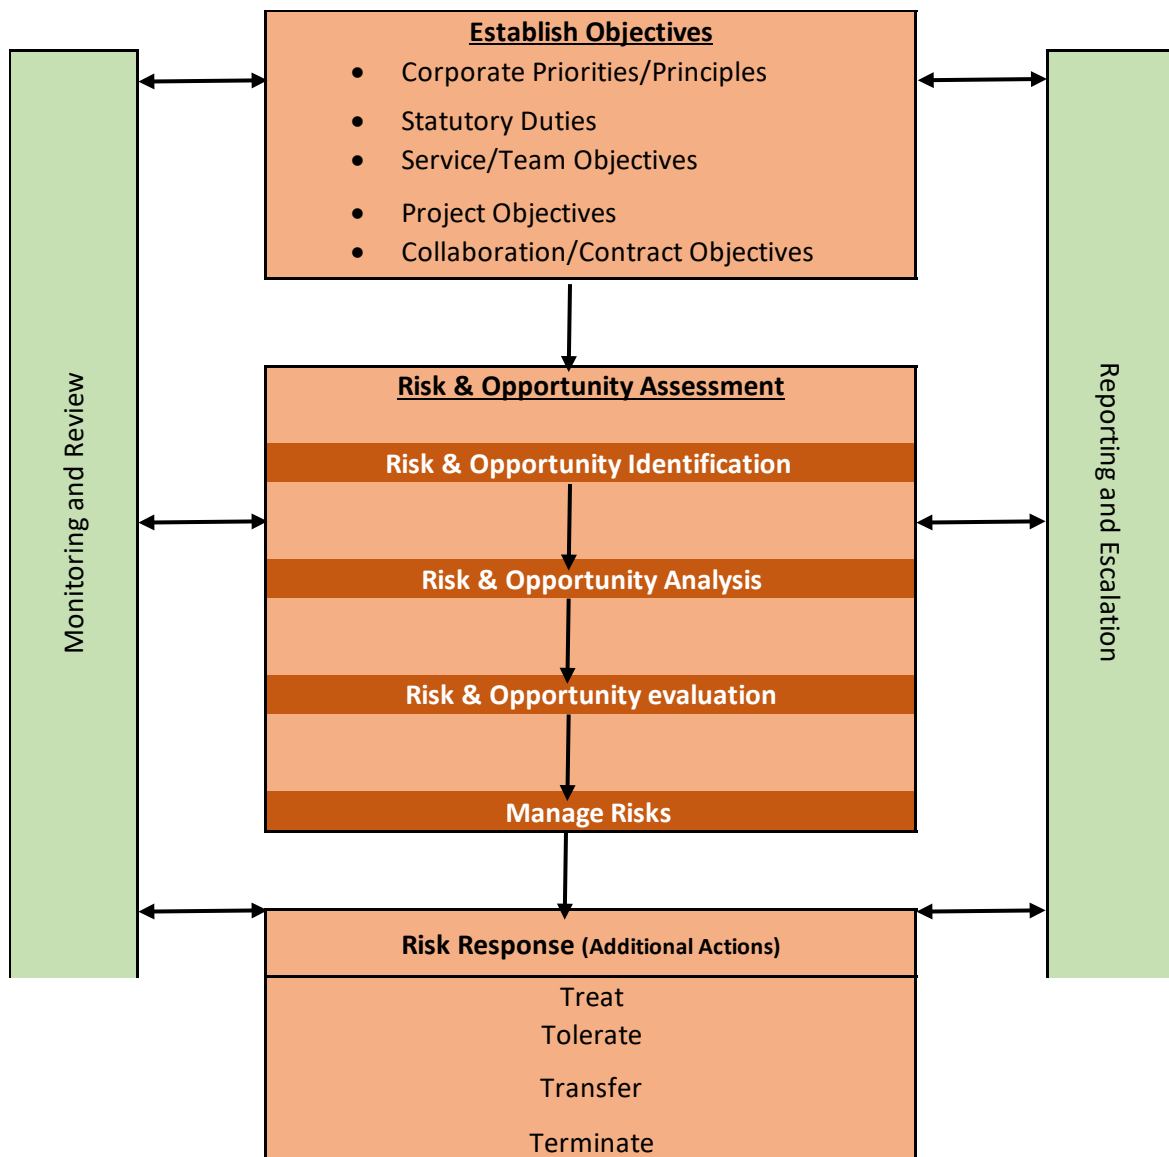 Establish Objectives
• Corporate Priorities/Principles
• Statutory Duties
• Service/Team Objectives
• Project Objectives
• Collaboration/Contract Objectives
Monitoring and Review
Reporting and Escalation
Risk & Opportunity Assessment
Risk & Opportunity Identification
Risk & Opportunity Analysis
Risk & Opportunity evaluation
Manage Risks
Risk Response (Additional Actions)
Treat
Tolerate
Transfer
Terminate